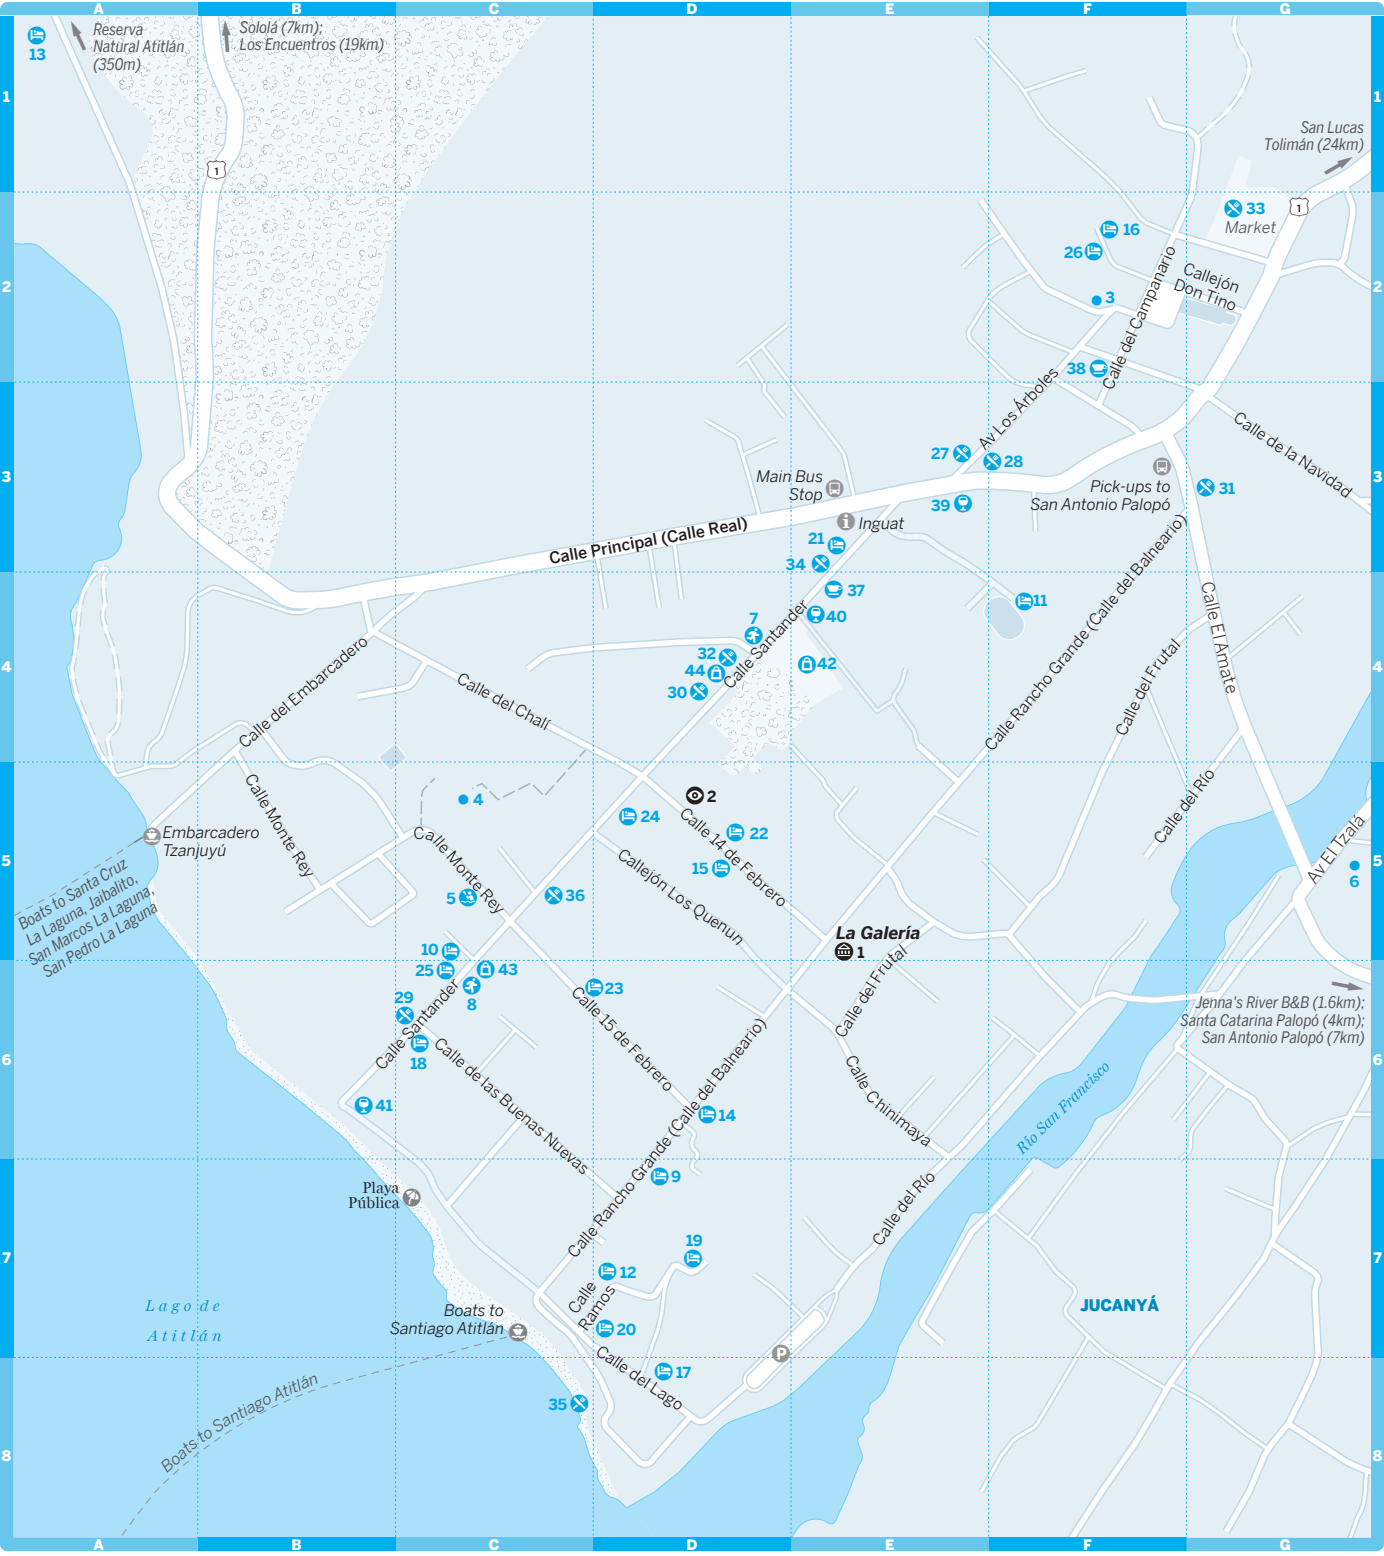 A
B
C
D
E
F
G
13
Reserva
Natural Atitlán
(350m)
Sololá (7km);
Los Encuentros (19km)
1
1
1
San Lucas
Tolimán (24km)
33
Market
1
16
26
Callejón
Don Tino
3
2
2
Calle del Campanario
38
Av Los Árboles
Calle de la Navidad
27
28
3
3
Main Bus
Stop
Pick-ups to
San Antonio Palopó
31
39
Calle Principal (Calle Real)
Inguat
21
34
37
11
40
7
Calle Santander
Calle Rancho Grande (Calle del Balneario)
Calle El Amate
32
44
42
30
4
4
Calle del Embarcadero
Calle del Chalí
Calle del Frutal
Calle Monte Rey
4
2
24
22
Calle 14 de Febrero
Calle del Río
Embarcadero
Tzanjuyú
Calle Monte Rey
15
Callejón Los Quenun
Av El Tzalá
5
5
6
Boats to Santa Cruz
La Laguna, Jaibalito,
San Marcos La Laguna,
San Pedro La Laguna
5
36
La Galería
1
10
25
43
8
29
23
Calle Santander
Calle 15 de Febrero
Calle del Frutal
Jenna's River B&B (1.6km);
Santa Catarina Palopó (4km);
San Antonio Palopó (7km)
18
6
6
Calle de las Buenas Nuevas
Calle Chinimaya
Río San Francisco
41
14
Calle Rancho Grande (Calle del Balneario)
9
Playa
Pública
Calle del Río
19
7
7
12
Calle
Ramos
JUCANYÁ
Lago de
Atitlán
Boats to
Santiago Atitlán
20
P
17
Calle del Lago
35
Boats to Santiago Atitlán
8
8
A
B
C
D
E
F
G